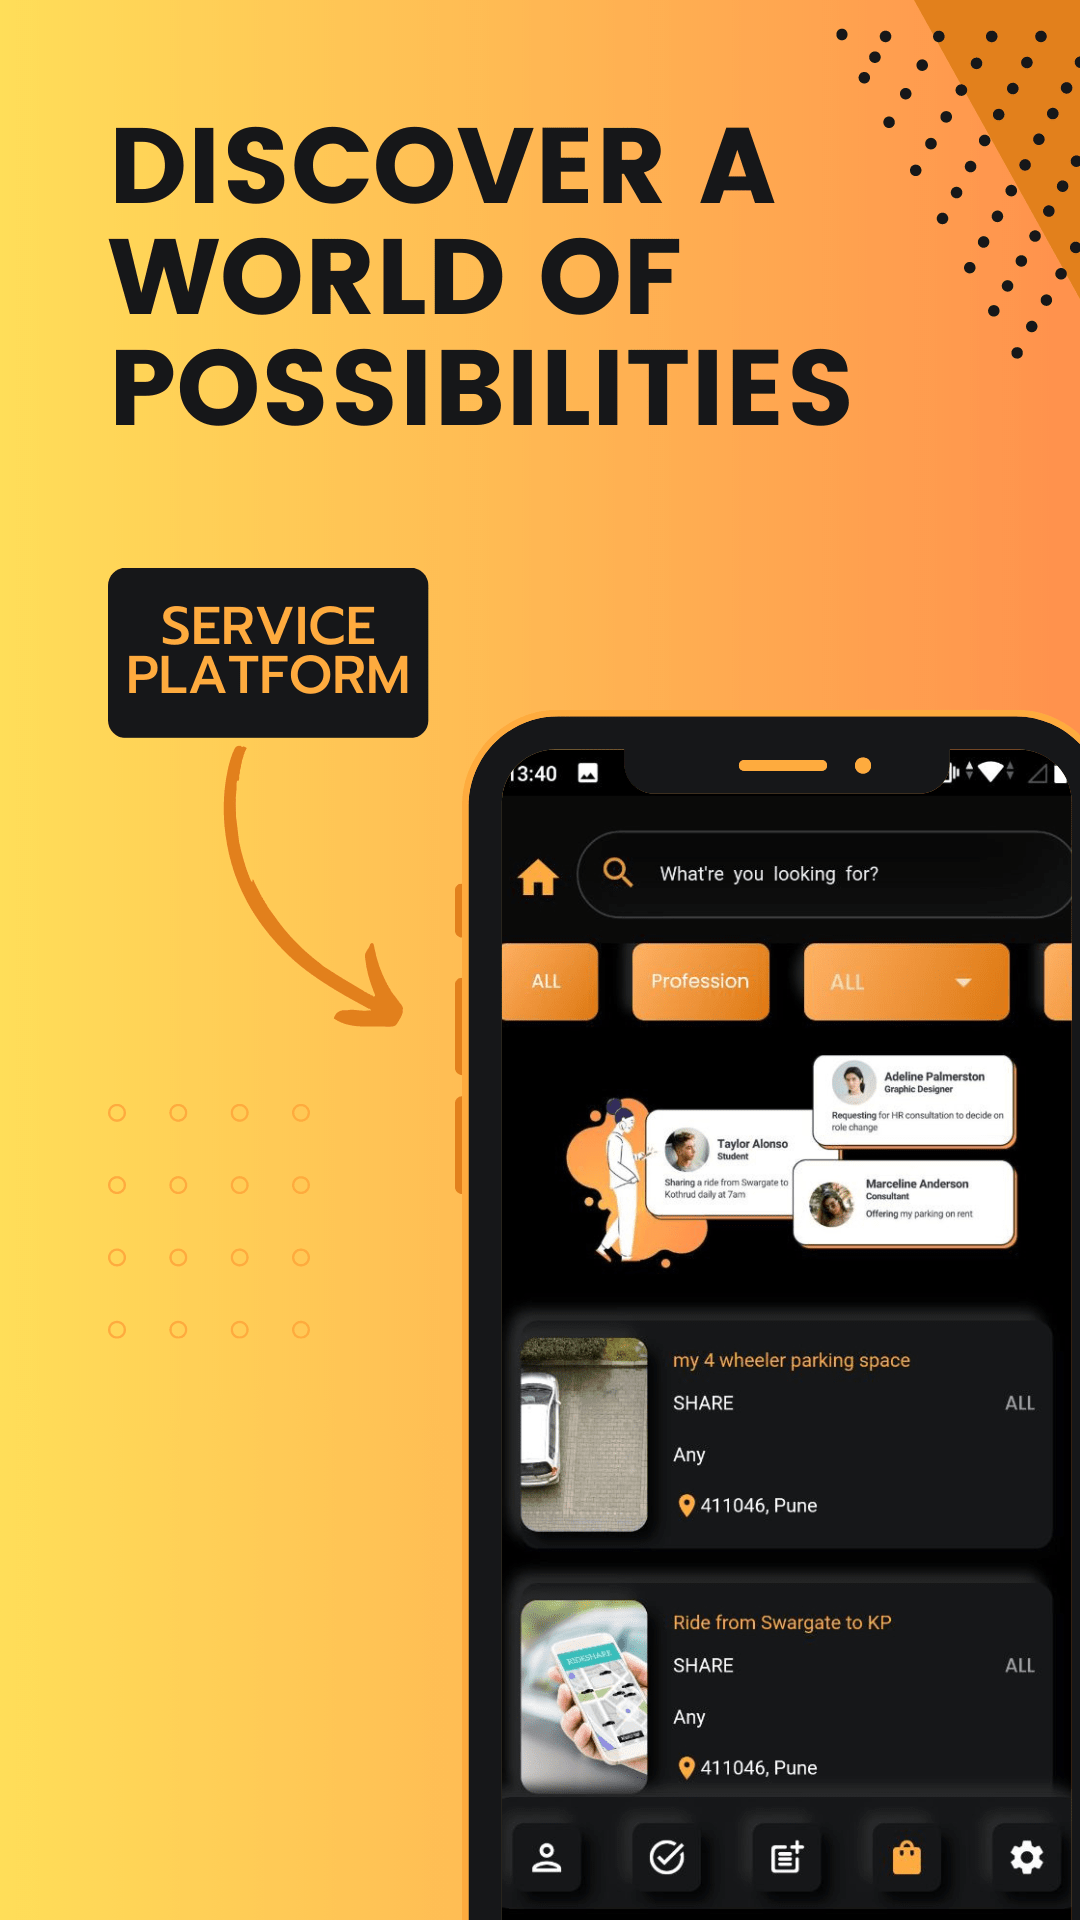 DISCOVER A
WORLD OF
POSSIBILITIES
SERVICE
PLATFORM
13:40
What're you looking for?
ALL
Profession
ALL
Adeline Palmerston
Graphic Designer
Requesting for HR consultation to decide on
role change
Taylor Alonso
Student
Sharing a ride from Swargate to
Kothrud daily at 7am
Marceline Anderson
Consultant
Offering my parking on rent
my 4 wheeler parking space
SHARE
ALL
Any
411046, Pune
RIDESHARE
Ride from Swargate to KP
SHARE
ALL
Any
411046, Pune